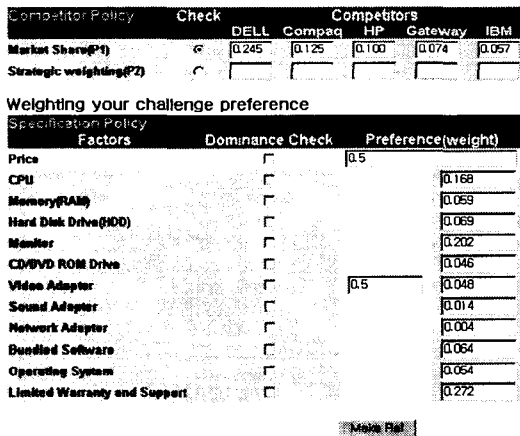 Competitor Policy Check Competitors
DELL Compaq HP Gateway IBM
Market Share(P1) 0.245 0.125 0.100 0.074 0.057
Strategic weighting(P2)
Weighting your challenge preference
Specification Policy
Factors Dominance Check Preference(weight)
Price 0.5
CPU 0.168
Memory(RAM) 0.059
Hard Disk Drive(HDD) 0.069
Monitor 0.202
CD/DVD ROM Drive 0.046
Video Adapter 0.5 0.048
Sound Adapter 0.014
Network Adapter 0.004
Bundled Software 0.064
Operating System 0.054
Limited Warranty and Support 0.272
Make Ref